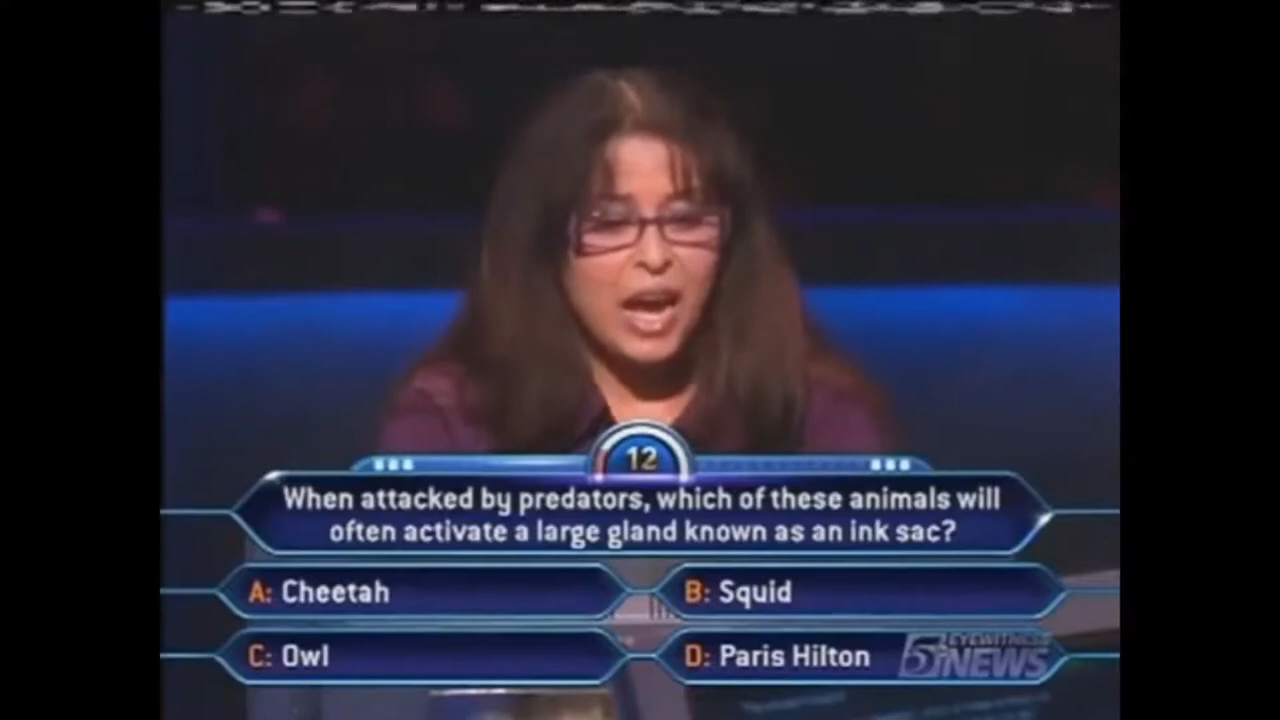 12
When attacked by predators, which of these animals will
often activate a large gland known as an ink sac?
A: Cheetah
B: Squid
C: Owl
D: Paris Hilton
5 EYEWITNESS
NEWS